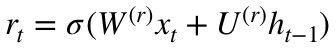 r_t = σ(W^{(r)}x_t + U^{(r)}h_{t−1})